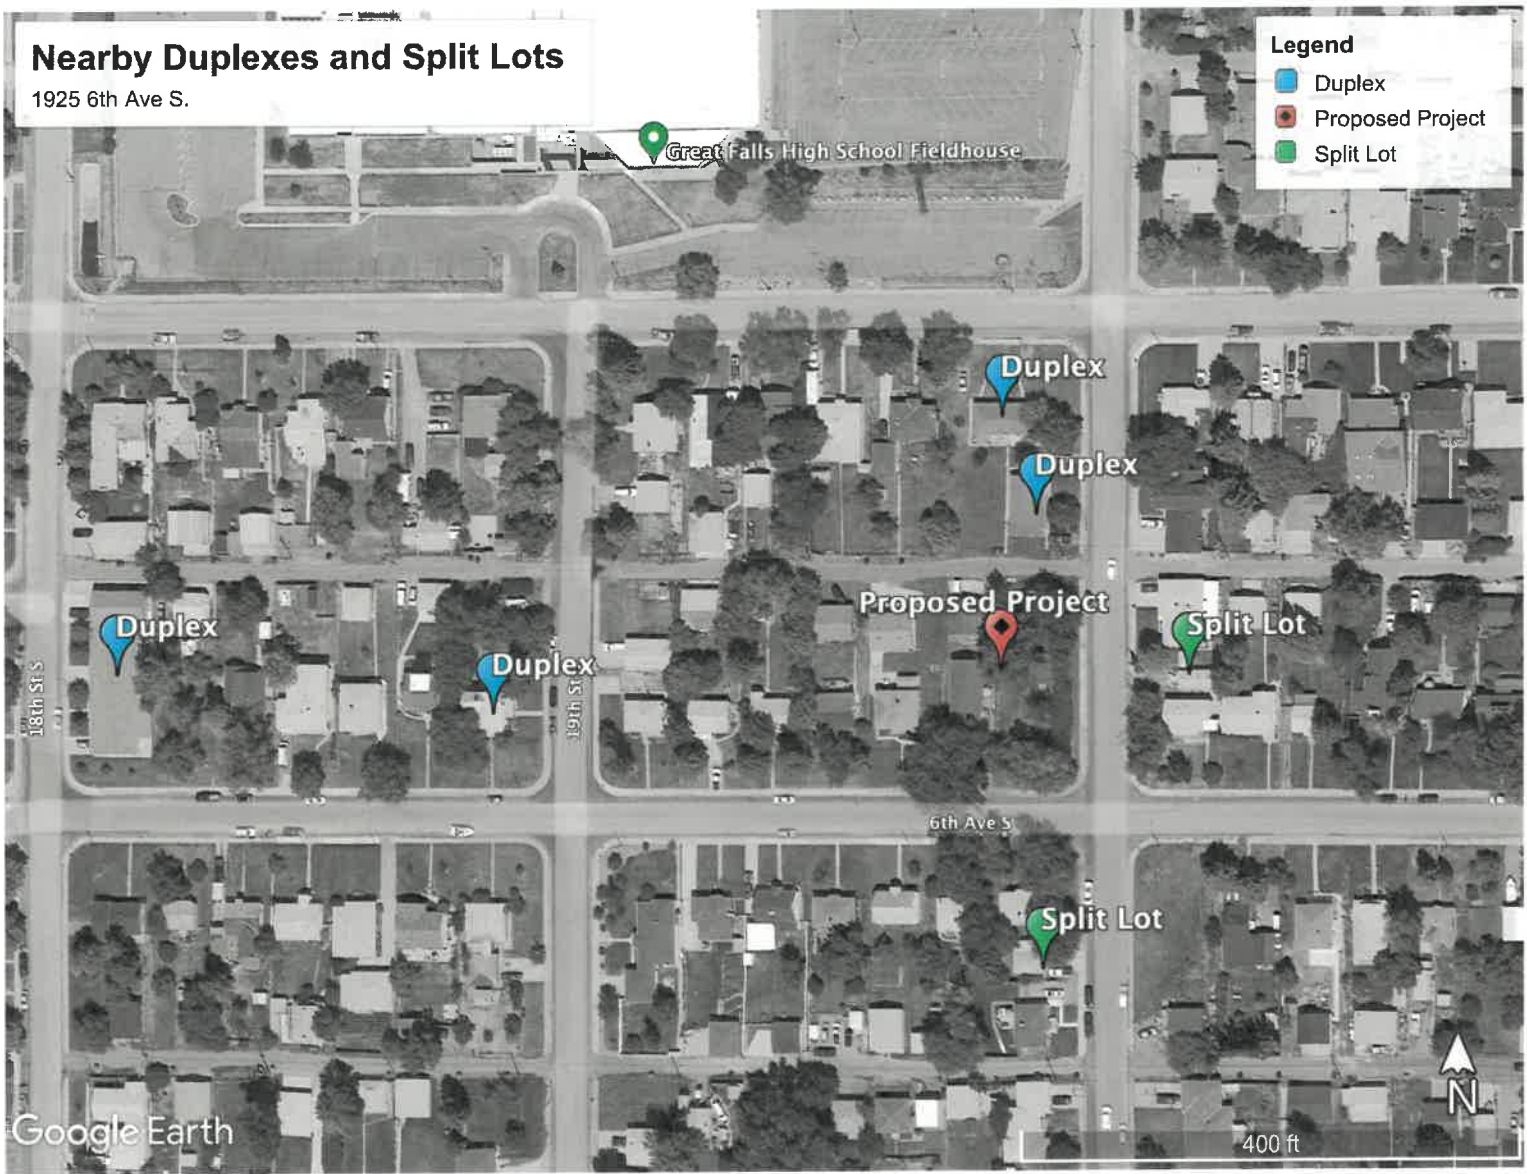 Nearby Duplexes and Split Lots
1925 6th Ave S.
Legend
Duplex
Proposed Project
Split Lot
Great Falls High School Fieldhouse
Duplex
Duplex
Proposed Project
Split Lot
Duplex
Duplex
18th St S
19th St
6th Ave S
Split Lot
N
Google Earth
400 ft